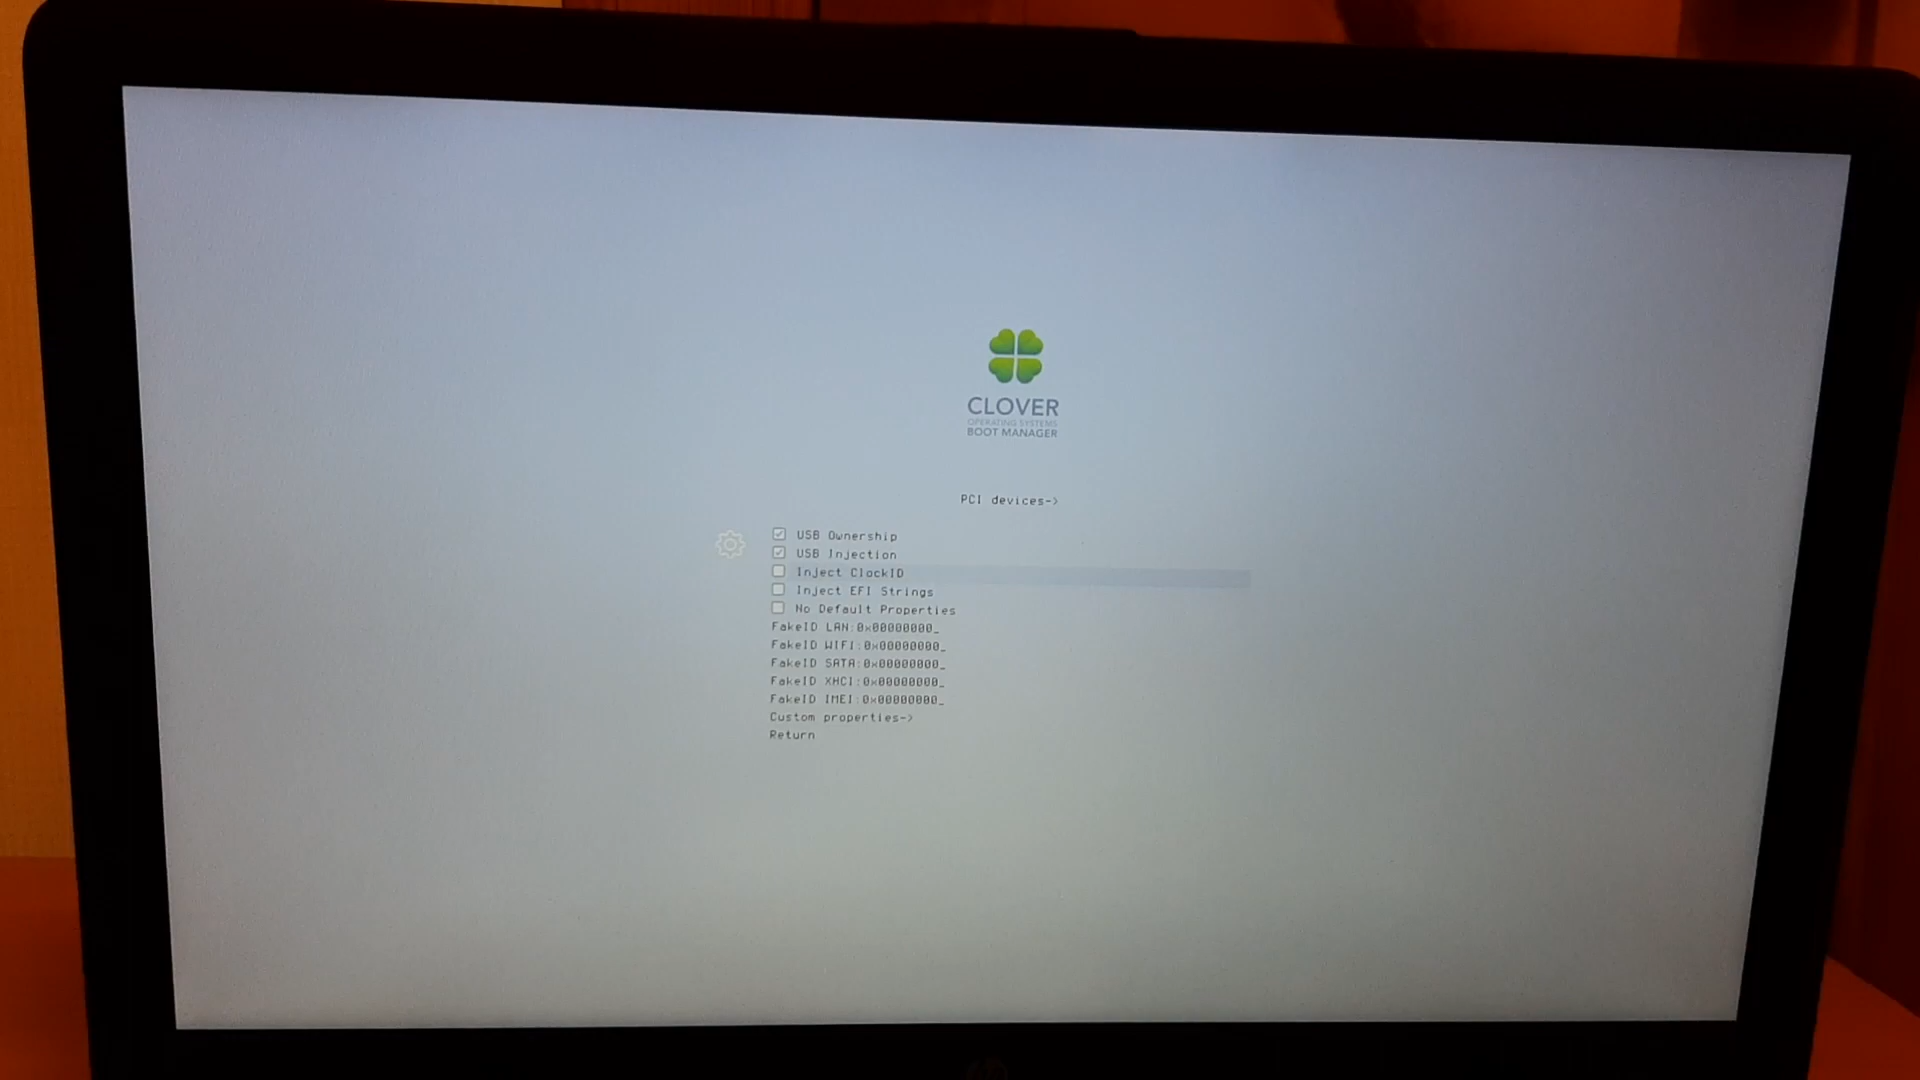 CLOVER
OPERATING SYSTEMS
BOOT MANAGER
PCI devices->
USB Ownership
USB Injection
Inject ClockID
Inject EFI Strings
No Default Properties
FakeID LAN:0x00000000_
FakeID WIFI:0x00000000_
FakeID SATA:0x00000000_
FakeID XHCI:0x00000000_
FakeID IMEI:0x00000000_
Custom properties->
Return